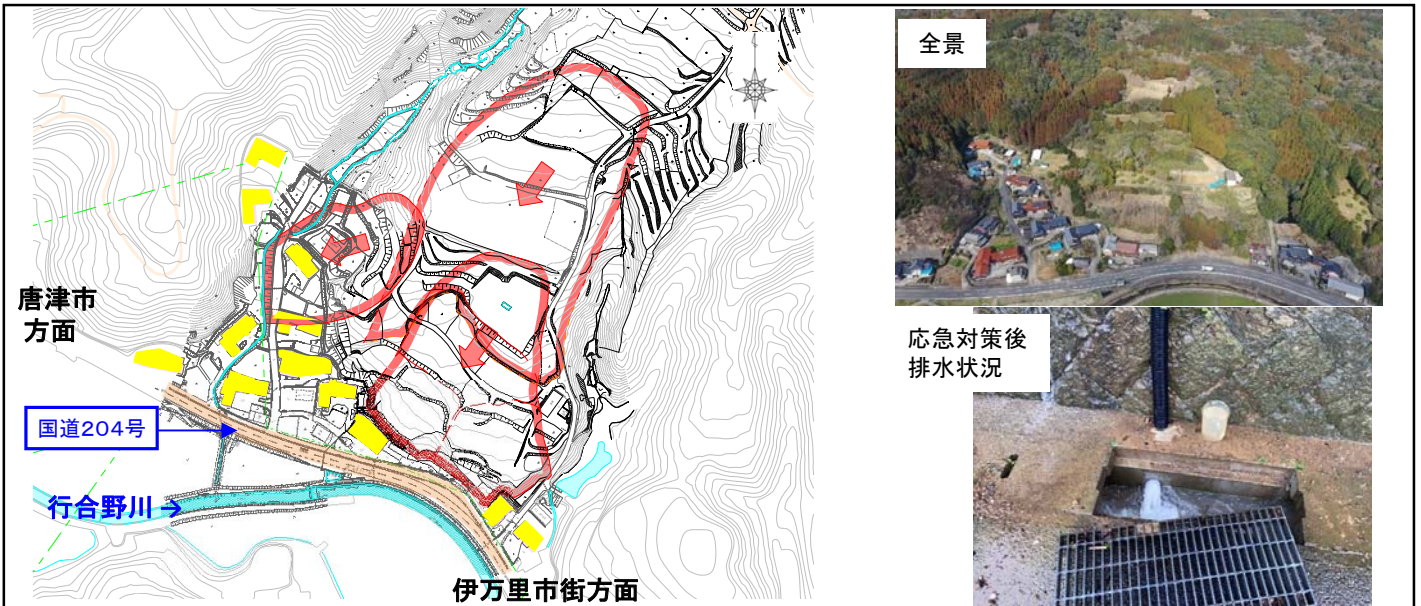 全景
唐津市
方面
国道204号
行合野川→
伊万里市街方面
応急対策後
排水状況